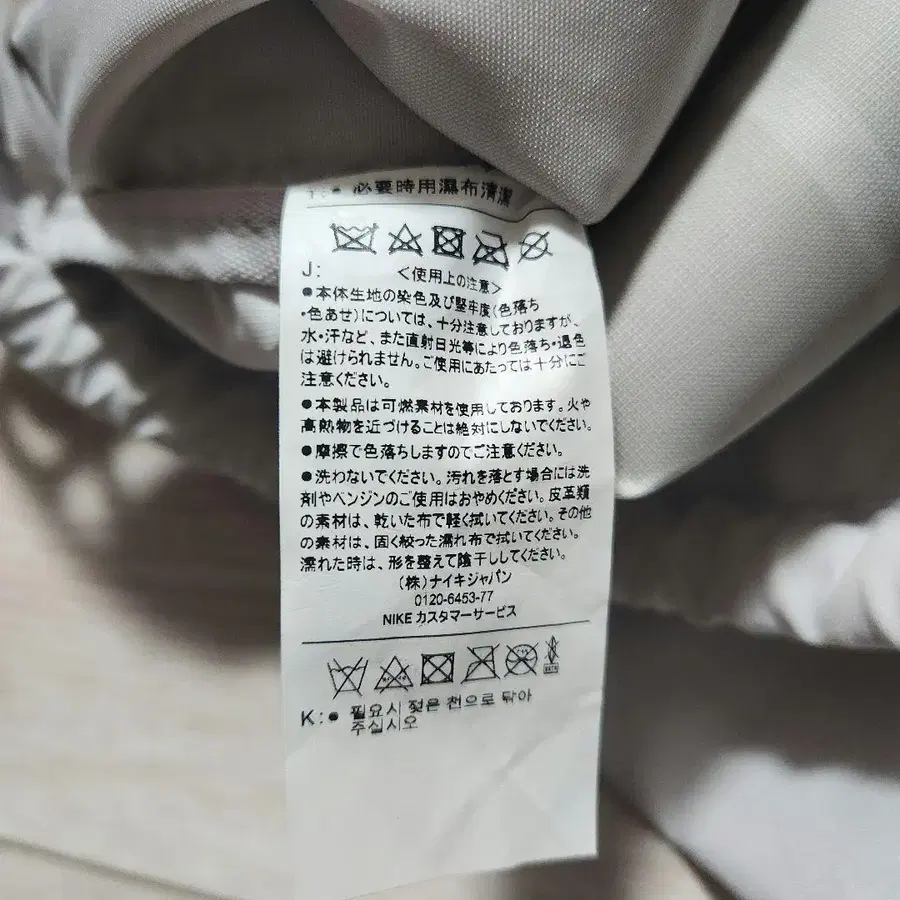 ● 必要時用濕布清潔
J: <使用上の注意>
●本体生地の染色及び堅牢度(色落ち
・色あせ)については、十分注意しておりますが、
水・汗など、また直射日光等により色落ち・退色
は避けられません。ご使用にあたっては十分にご
注意ください。
●本製品は可燃素材を使用しております。火や
高熱物を近づけることは絶対にしないでください。
●摩擦で色落ちしますのでご注意ください。
●洗わないでください。汚れを落とす場合には洗
剤やベンジンのご使用はおやめください。皮革類
の素材は、乾いた布で軽く拭いてください。その他
の素材は、固く絞った濡れ布で拭いてください。
濡れた時は、形を整えて陰干ししてください。
(株)ナイキジャパン
0120-6453-77
NIKE カスタマーサービス
K:● 필요시 젖은 천으로 닦아
주십시오